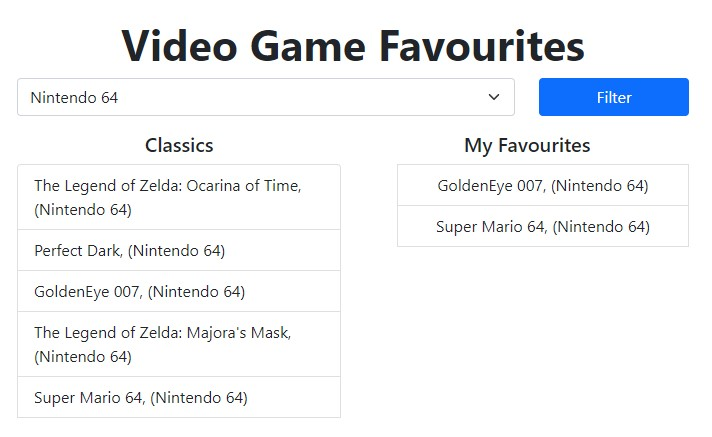 Video Game Favourites
Nintendo 64
Filter
Classics
The Legend of Zelda: Ocarina of Time,
(Nintendo 64)
Perfect Dark, (Nintendo 64)
GoldenEye 007, (Nintendo 64)
The Legend of Zelda: Majora's Mask,
(Nintendo 64)
Super Mario 64, (Nintendo 64)
My Favourites
GoldenEye 007, (Nintendo 64)
Super Mario 64, (Nintendo 64)